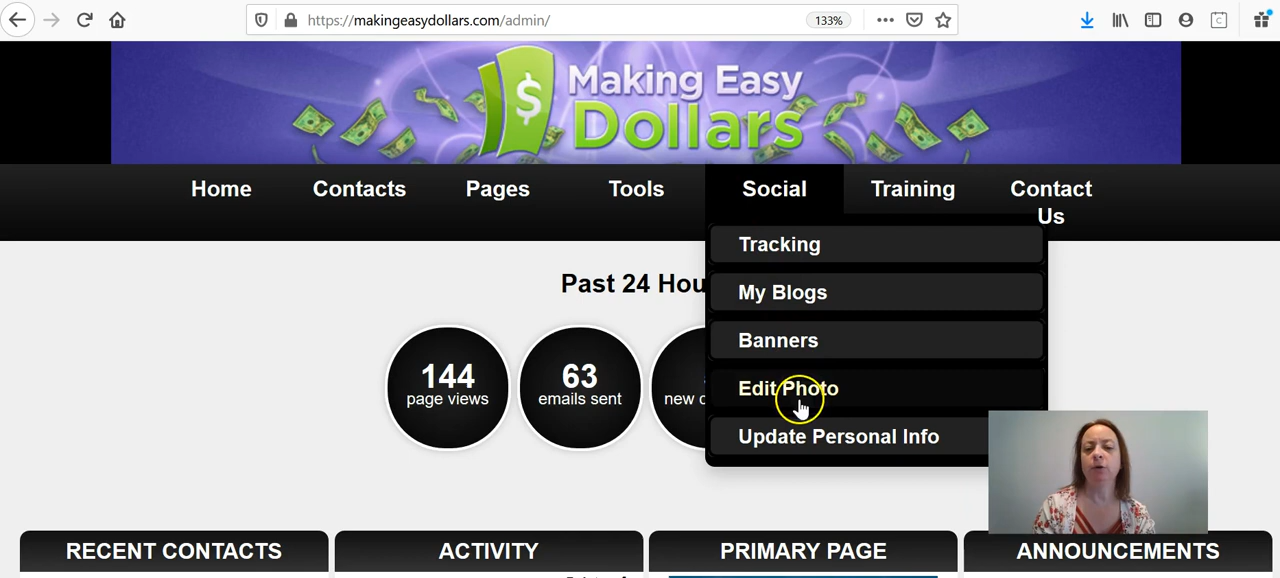 https://makingeasydollars.com/admin/
133%
Making Easy
Dollars
Home
Contacts
Pages
Tools
Social
Training
Contact
Us
Tracking
My Blogs
Banners
Edit Photo
Update Personal Info
Past 24 Hou
144
page views
63
emails sent
new
RECENT CONTACTS
ACTIVITY
PRIMARY PAGE
ANNOUNCEMENTS